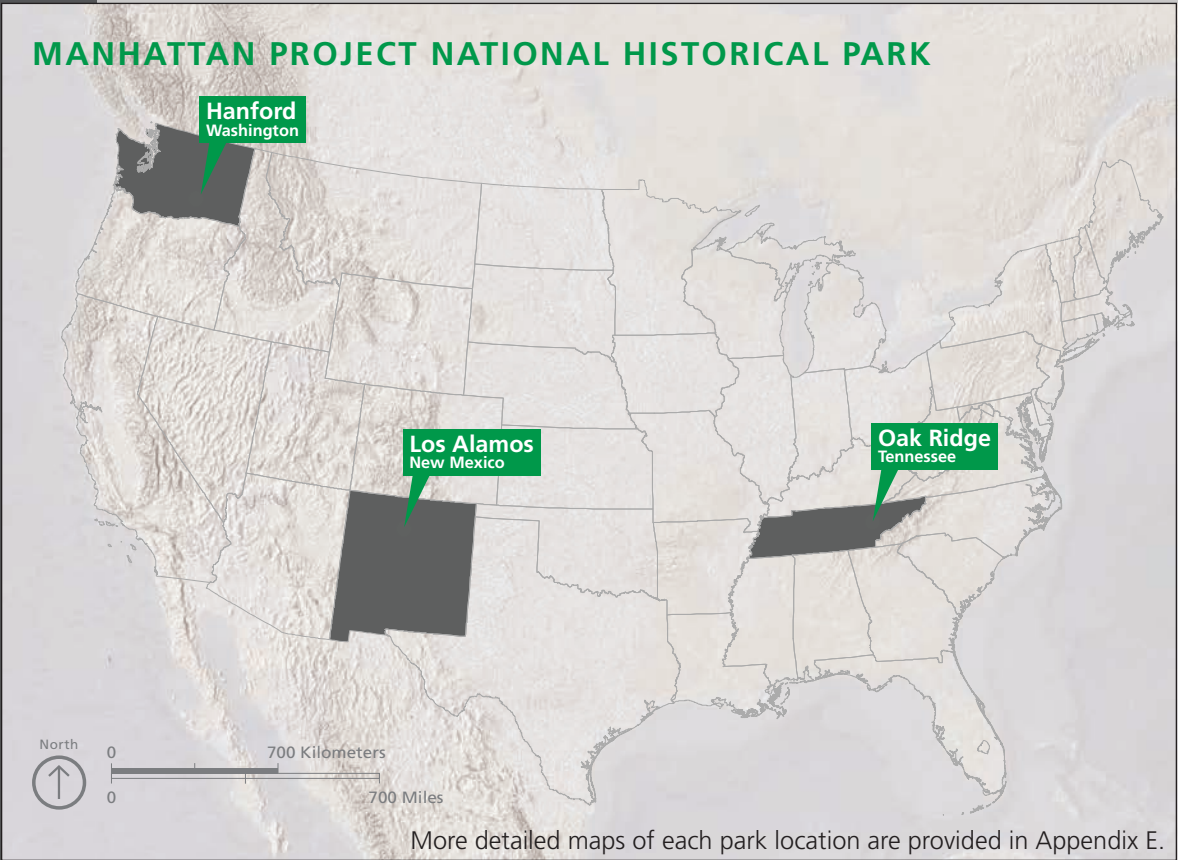 MANHATTAN PROJECT NATIONAL HISTORICAL PARK
Hanford
Washington
Los Alamos
New Mexico
Oak Ridge
Tennessee
North
0
700 Kilometers
0
700 Miles
More detailed maps of each park location are provided in Appendix E.